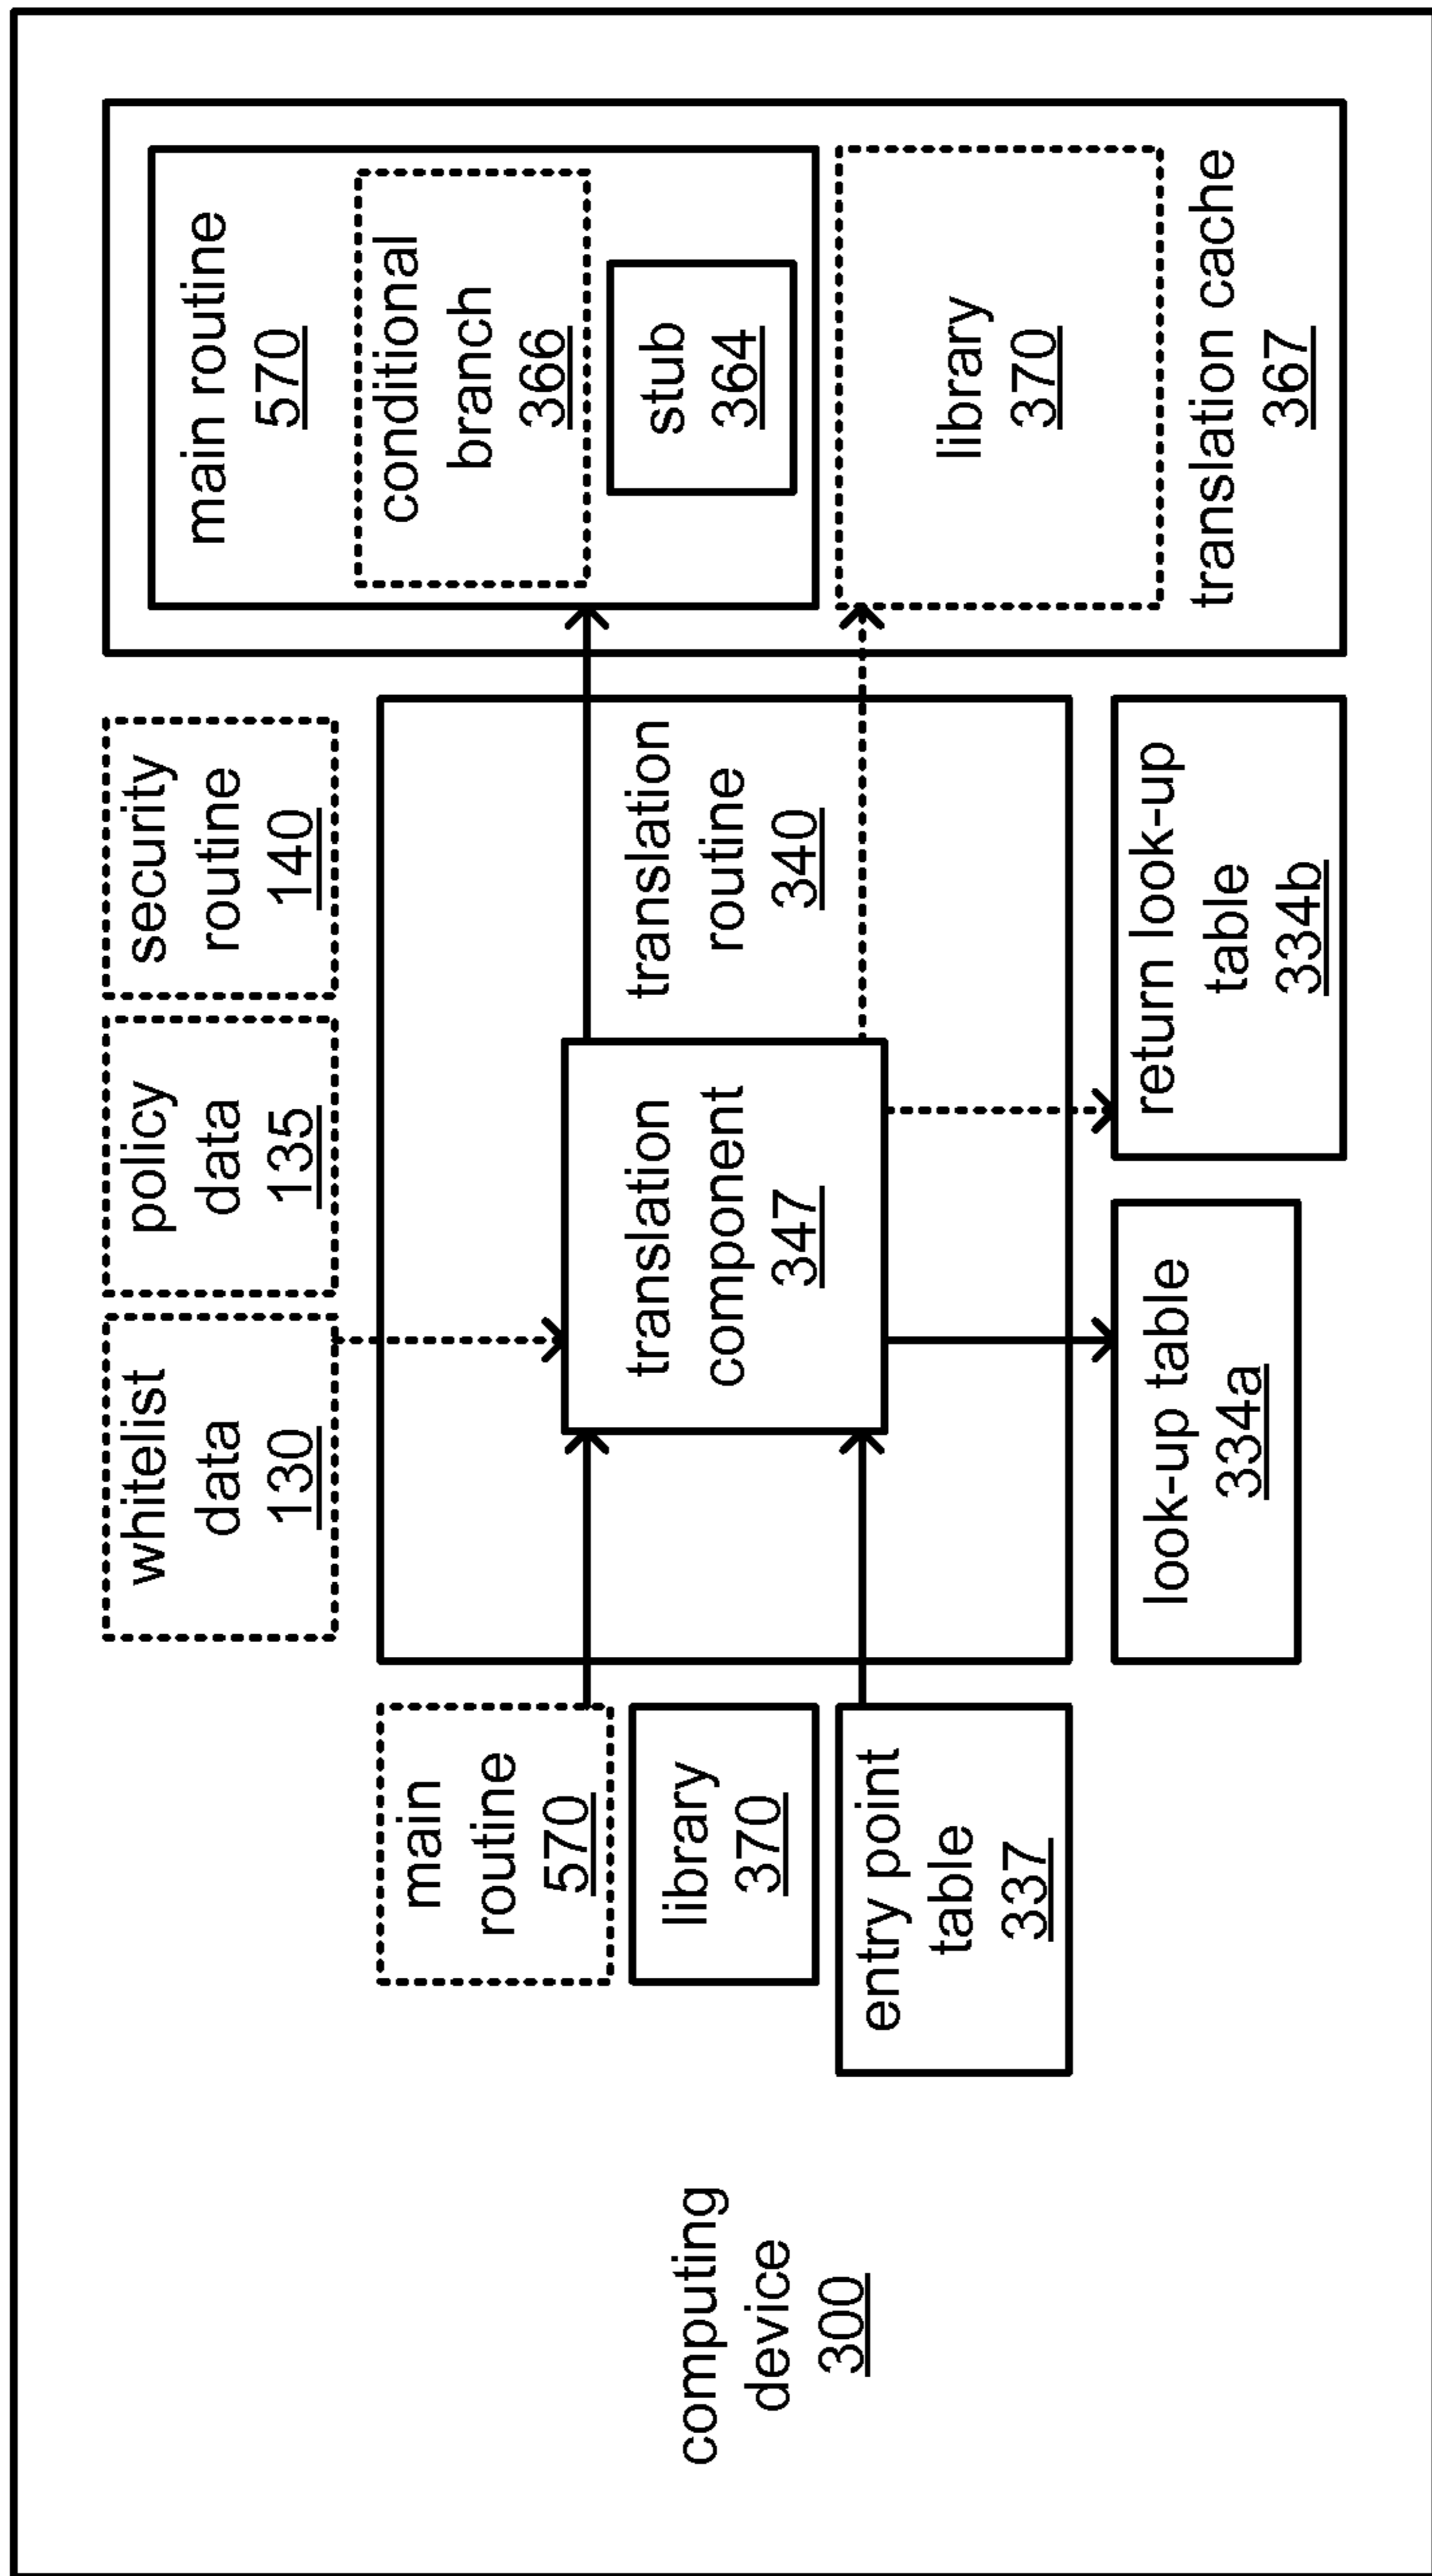 whitelist
data
130
policy
data
135
security
routine
140
main routine
570
conditional
branch
366
stub
364
library
370
translation cache
367
main
routine
570
library
370
entry point
table
337
translation
component
347
translation
routine
340
look-up table
334a
return look-up
table
334b
computing
device
300